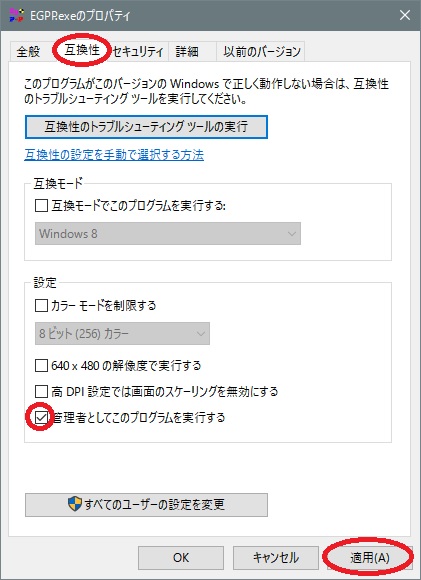 EGPR.exeのプロパティ
全般 互換性 セキュリティ 詳細 以前のバージョン
このプログラムがこのバージョンの Windows で正しく動作しない場合は、互換性
のトラブルシューティング ツールを実行してください。
互換性のトラブルシューティング ツールの実行
互換性の設定を手動で選択する方法
互換モード
互換モードでこのプログラムを実行する:
Windows 8
設定
カラー モードを制限する
8 ビット (256) カラー
640 x 480 の解像度で実行する
高 DPI 設定では画面のスケーリングを無効にする
管理者としてこのプログラムを実行する
すべてのユーザーの設定を変更
OK キャンセル 適用(A)